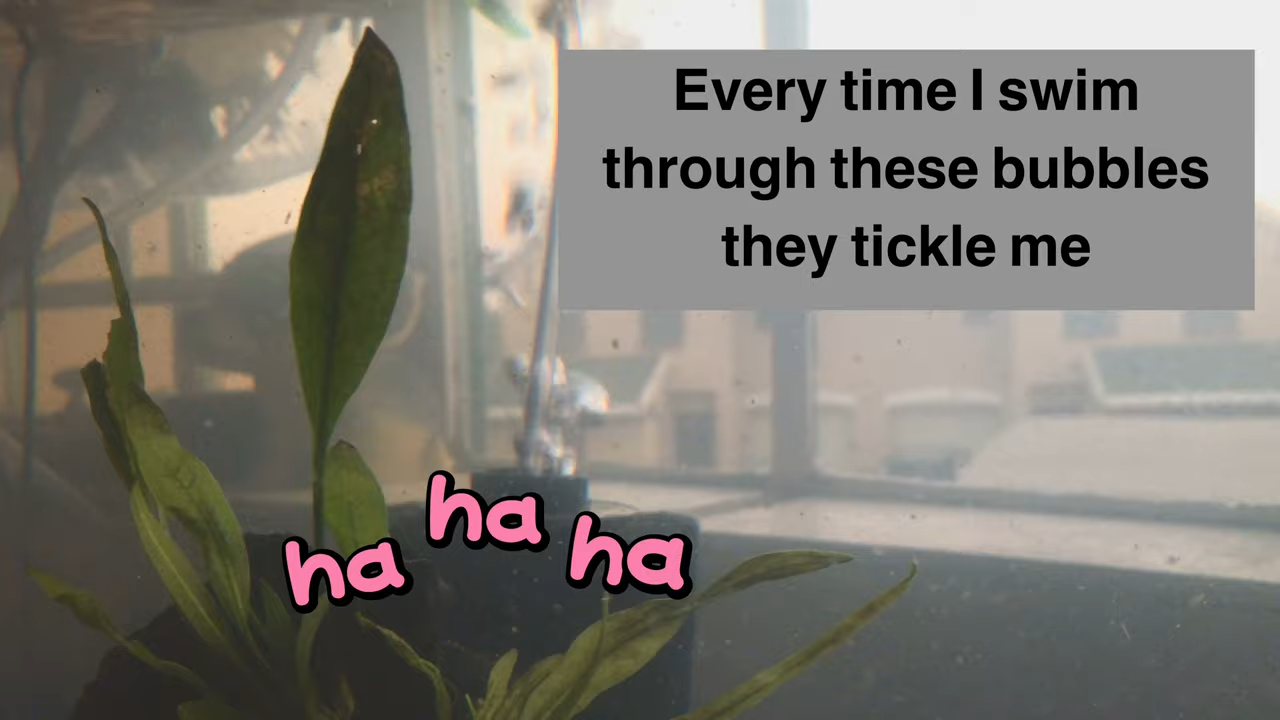 Every time I swim
through these bubbles
they tickle me
ha
ha
ha